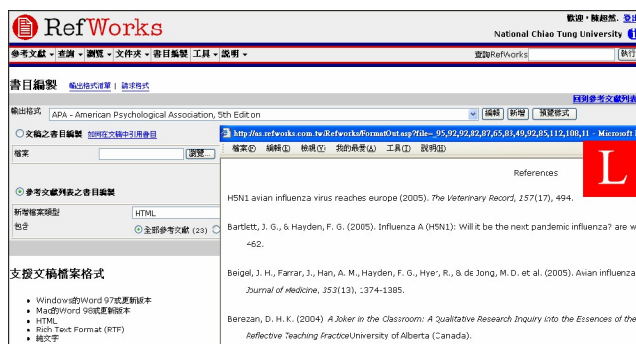 歡迎，陳超然. 登出
RefWorks
National Chiao Tung University
參考文獻 查詢 瀏覽 文件夾 書目編製 工具 說明
查詢RefWorks 執行
書目編製 輸出格式清單 | 請求格式
回到參考文獻列表
輸出格式 APA - American Psychological Association, 5th Edition 編輯 新增 預覽格式
文稿之書目編製 如何在文稿中引用書目
檔案 瀏覽...
參考文獻列表之書目編製
新增檔案類型 HTML
包含 全部參考文獻 (23)
支援文稿檔案格式
Windows的Word 97或更新版本
Mac的Word 98或更新版本
HTML
Rich Text Format (RTF)
純文字
http://as.refworks.com.tw/Refworks/FormatOut.asp?file=_95,92,92,82,87,65,83,49,92,85,112,108,11 - Microsoft
檔案(F) 編輯(E) 檢視(V) 我的最愛(A) 工具(T) 說明(H)
L
References
H5N1 avian influenza virus reaches europe (2005). The Veterinary Record, 157(17), 494.
Bartlett, J. G., & Hayden, F. G. (2005). Influenza A (H5N1): Will it be the next pandemic influenza? are w
462.
Beigel, J. H., Farrar, J., Han, A. M., Hayden, F. G., Hyer, R., & de Jong, M. D. et al. (2005). Avian influenza
Journal of Medicine, 353(13), 1374-1385.
Berezan, D. H. K. (2004) A Joker in the Classroom: A Qualitative Research Inquiry into the Essences of the
Reflective Teaching PracticeUniversity of Alberta (Canada).